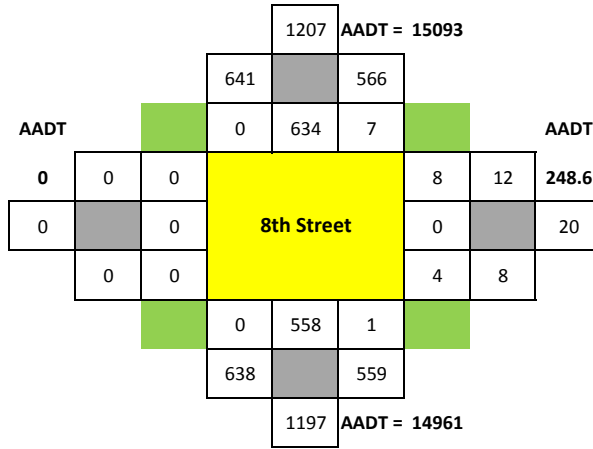 1207 AADT = 15093
641 566
AADT 0 634 7 AADT
0 0 0 8 12 248.6
0 0 8th Street 0 20
0 0 4 8
0 558 1
638 559
1197 AADT = 14961